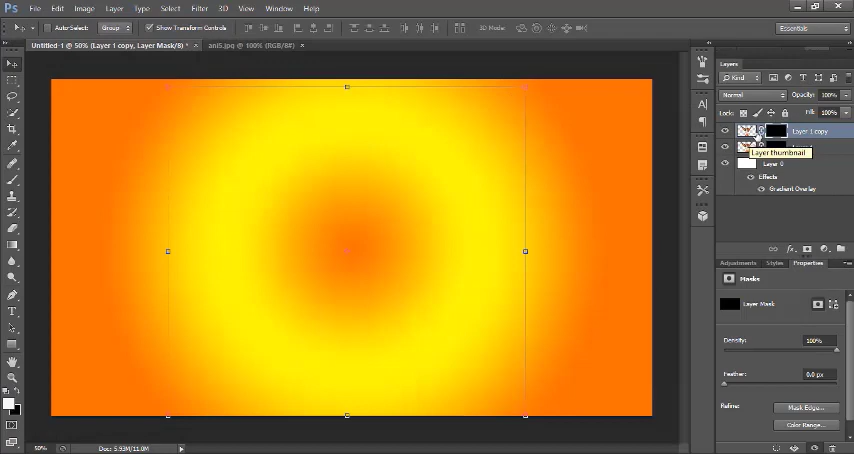 Ps File Edit Image Layer Type Select Filter 3D View Window Help
Auto-Select: Group Show Transform Controls 3D Mode: Essentials
Untitled-1 @ 50% (Layer 1 copy, Layer Mask/8) * × ani5.jpg @ 100% (RGB/8#) ×
Layers
Kind
Normal Opacity: 100%
Lock: Fill: 100%
Layer 1 copy
Layer thumbnail
Layer 0
Effects
Gradient Overlay
fx
Adjustments Styles Properties
Masks
Layer Mask
Density: 100%
Feather: 0.0 px
Refine: Mask Edge...
Color Range...
50% Doc: 5.93M/11.0M